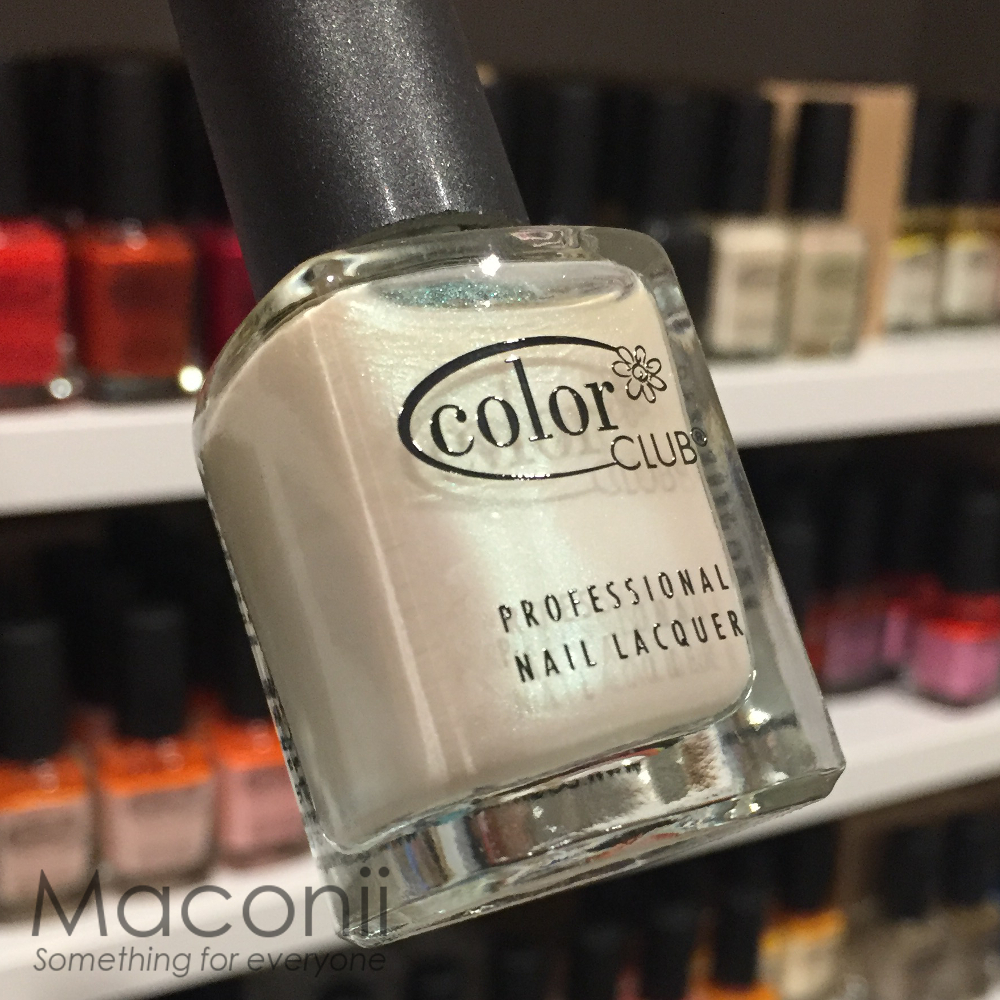 color
CLUB®
PROFESSIONAL
NAIL LACQUER
Maconii
Something for everyone